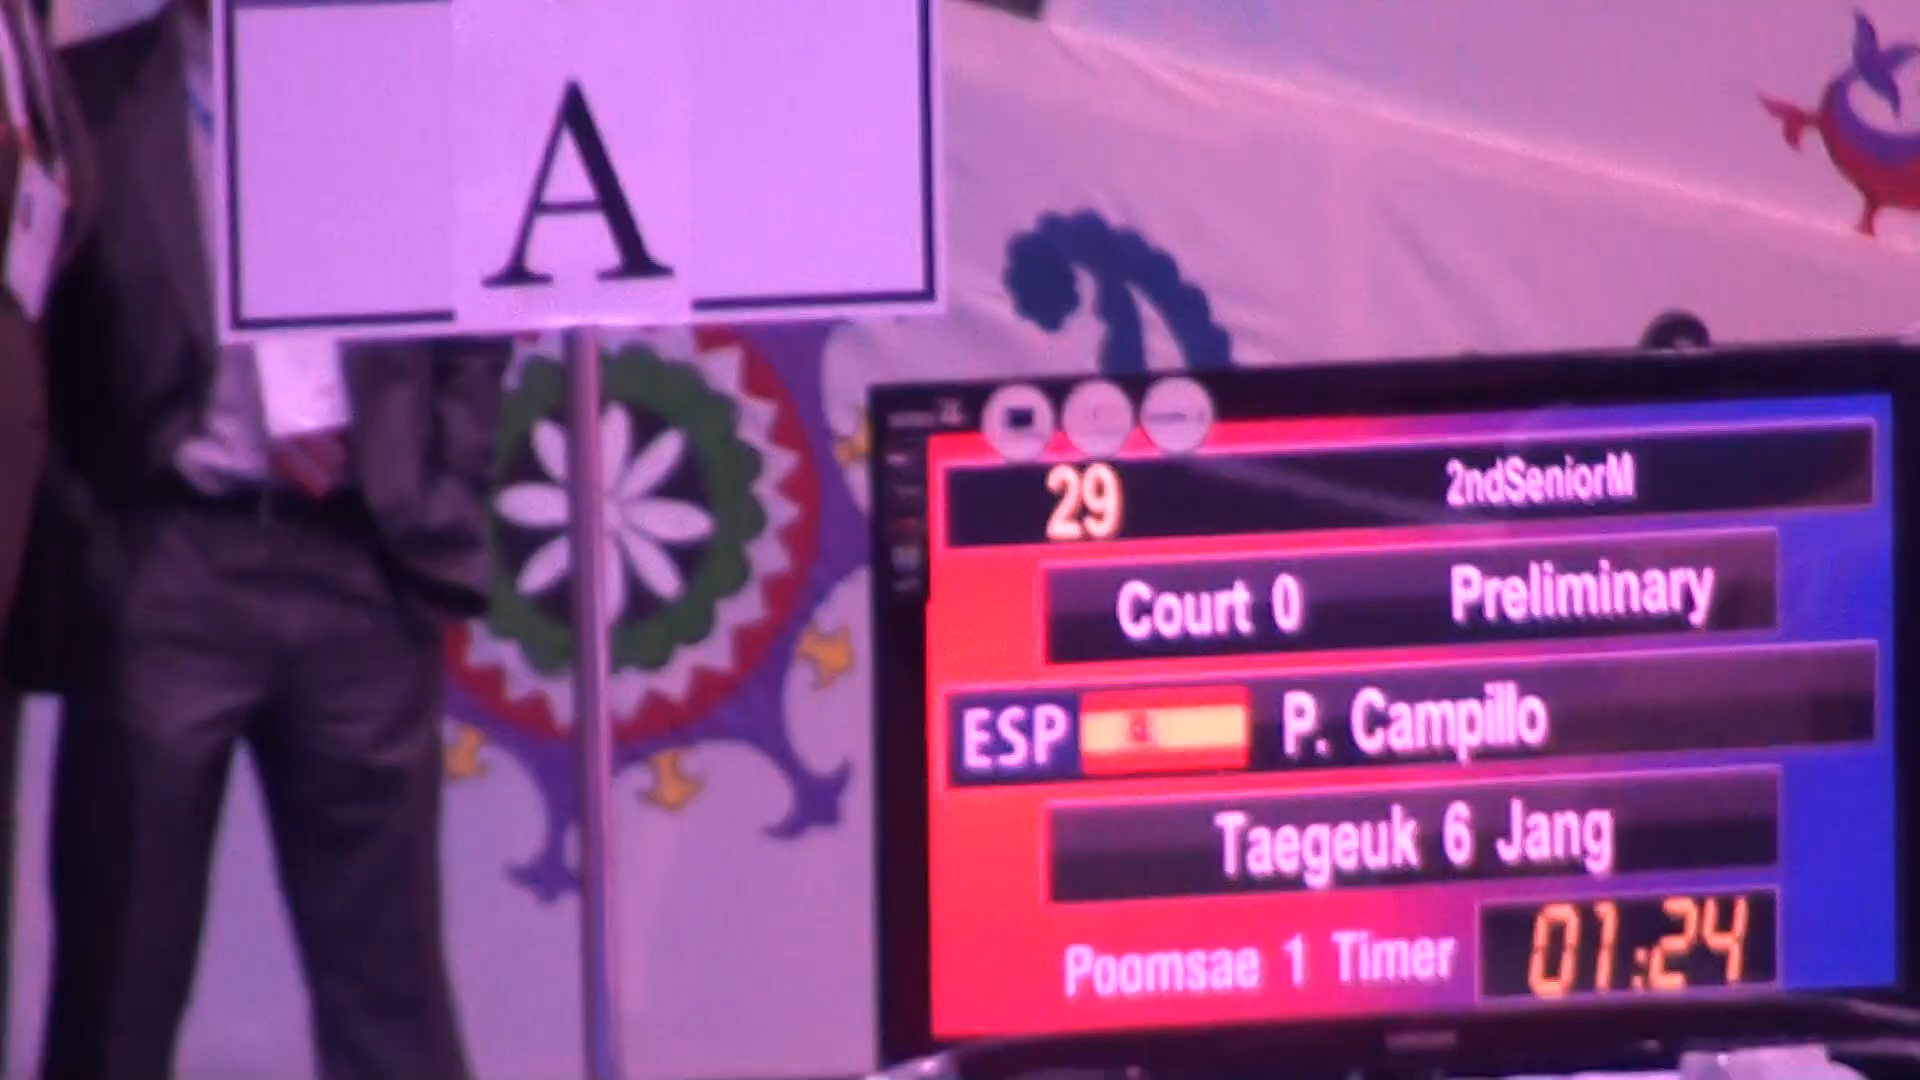 A
29 2ndSeniorM
Court 0 Preliminary
ESP P. Campillo
Taegeuk 6 Jang
Poomsae 1 Timer 01:24